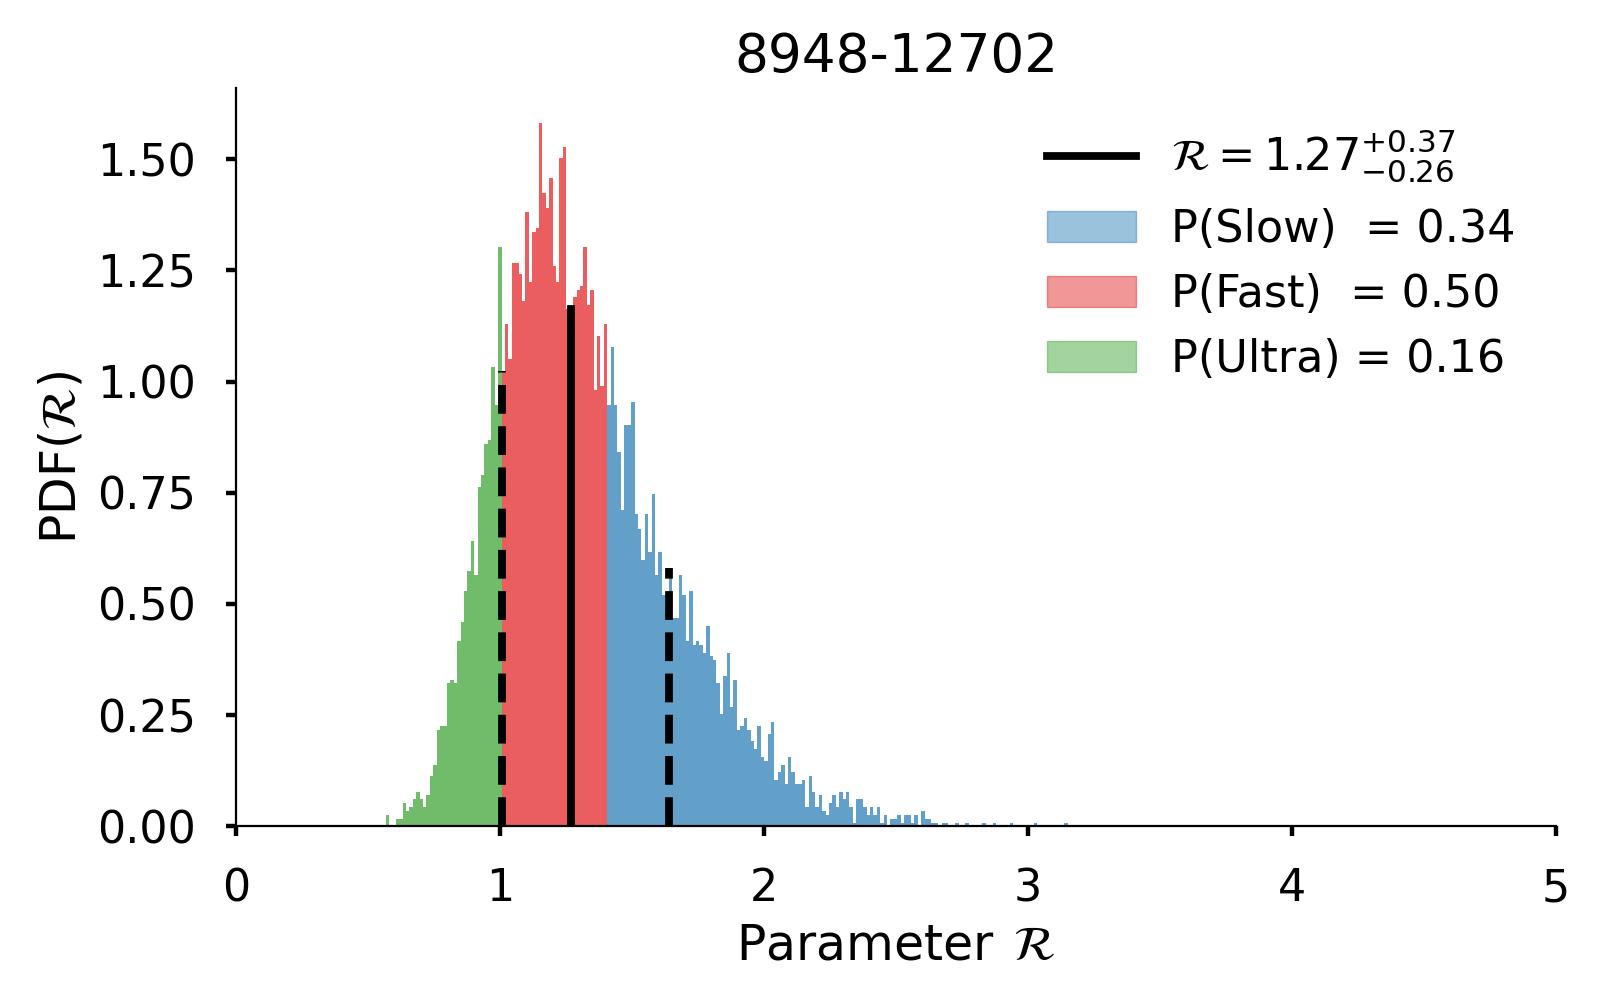 8948-12702
ℛ = 1.27^{+0.37}_{−0.26}
P(Slow) = 0.34
P(Fast) = 0.50
P(Ultra) = 0.16
PDF(ℛ)
1.50
1.25
1.00
0.75
0.50
0.25
0.00
0 1 2 3 4 5
Parameter ℛ